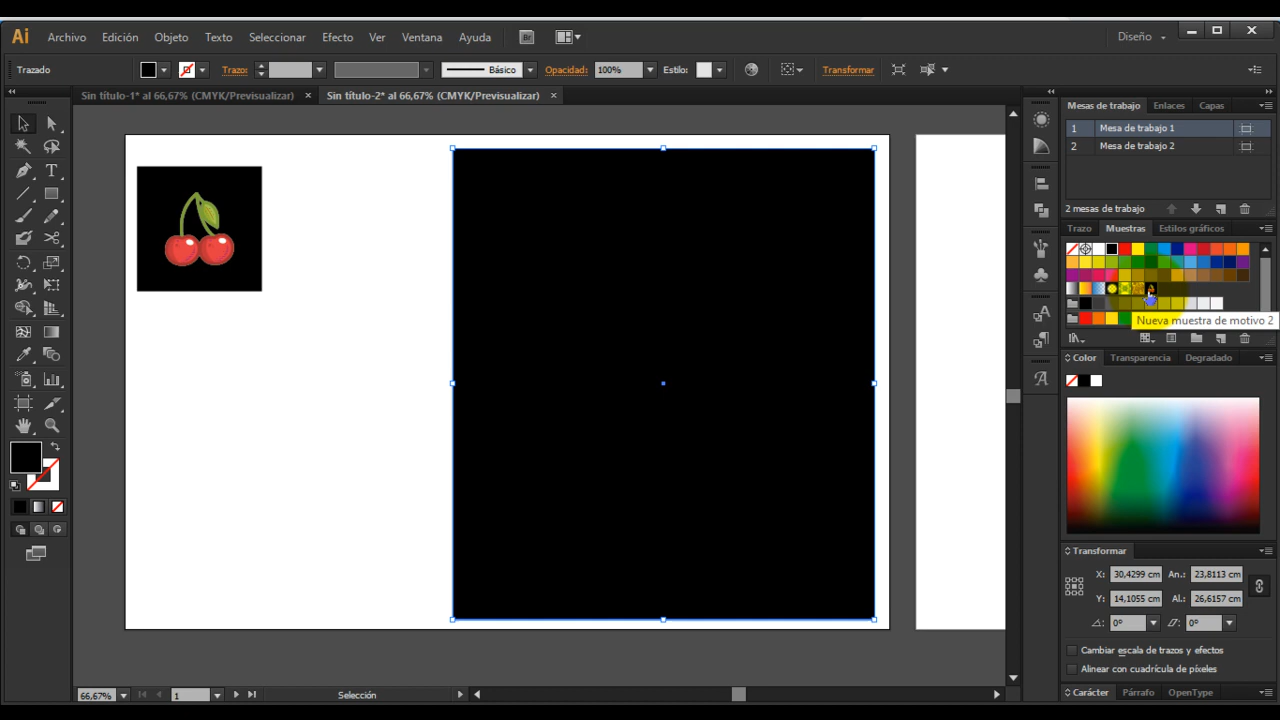 Ai Archivo Edición Objeto Texto Seleccionar Efecto Ver Ventana Ayuda Br Diseño
Trazado Trazo: Básico Opacidad: 100% Estilo: Transformar
Sin título-1* al 66,67% (CMYK/Previsualizar) × Sin título-2* al 66,67% (CMYK/Previsualizar) ×
Mesas de trabajo Enlaces Capas
1 Mesa de trabajo 1
2 Mesa de trabajo 2
2 mesas de trabajo
Trazo Muestras Estilos gráficos
Nueva muestra de motivo 2
Color Transparencia Degradado
Transformar
X: 30,4299 cm An.: 23,8113 cm
Y: 14,1055 cm Al.: 26,6157 cm
0° 0°
Cambiar escala de trazos y efectos
Alinear con cuadrícula de píxeles
Carácter Párrafo OpenType
66,67% 1 Selección